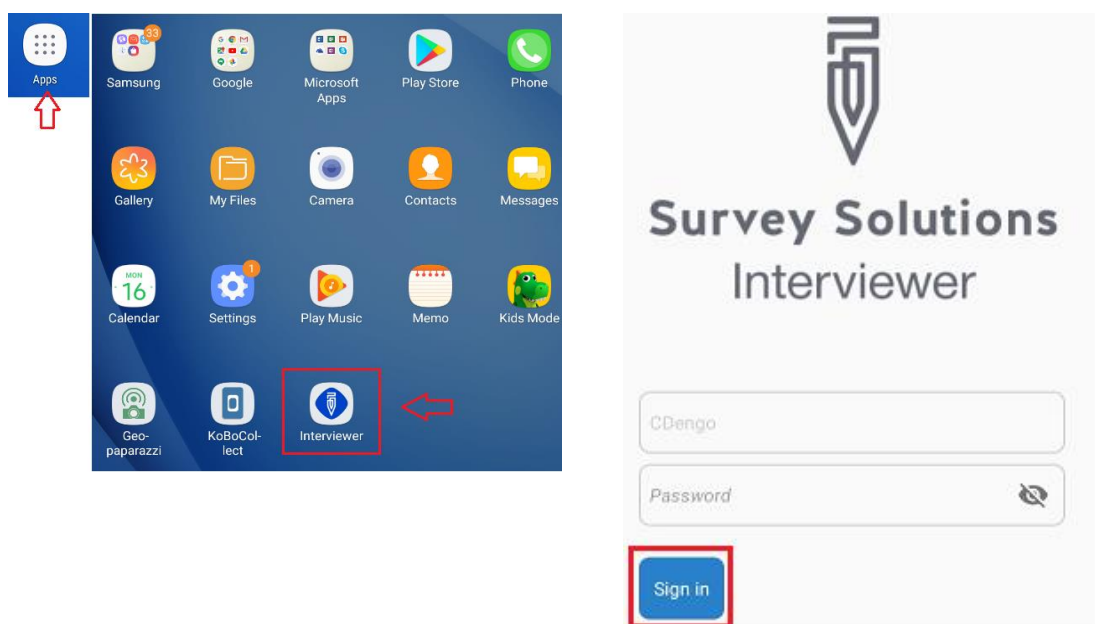 Apps
33
Samsung
Google
Microsoft
Apps
Play Store
Phone
Gallery
My Files
Camera
Contacts
Messages
MON
16
Calendar
1
Settings
Play Music
Memo
Kids Mode
Geo-
paparazzi
KoBoCol-
lect
Interviewer
Survey Solutions
Interviewer
CDengo
Password
Sign in